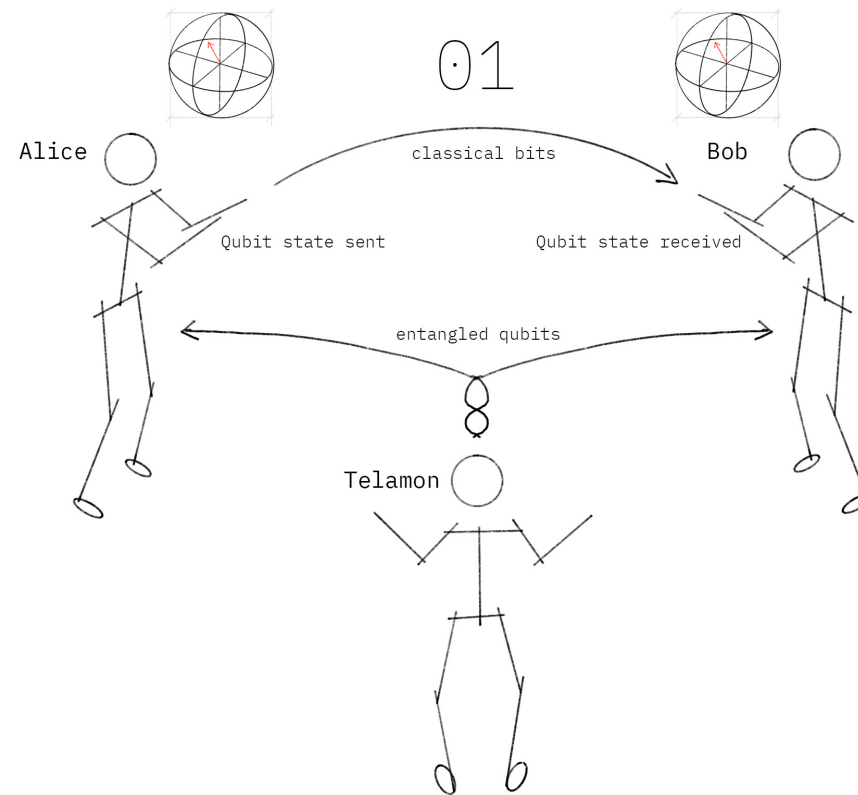 01
Alice
classical bits
Bob
Qubit state sent
Qubit state received
entangled qubits
Telamon